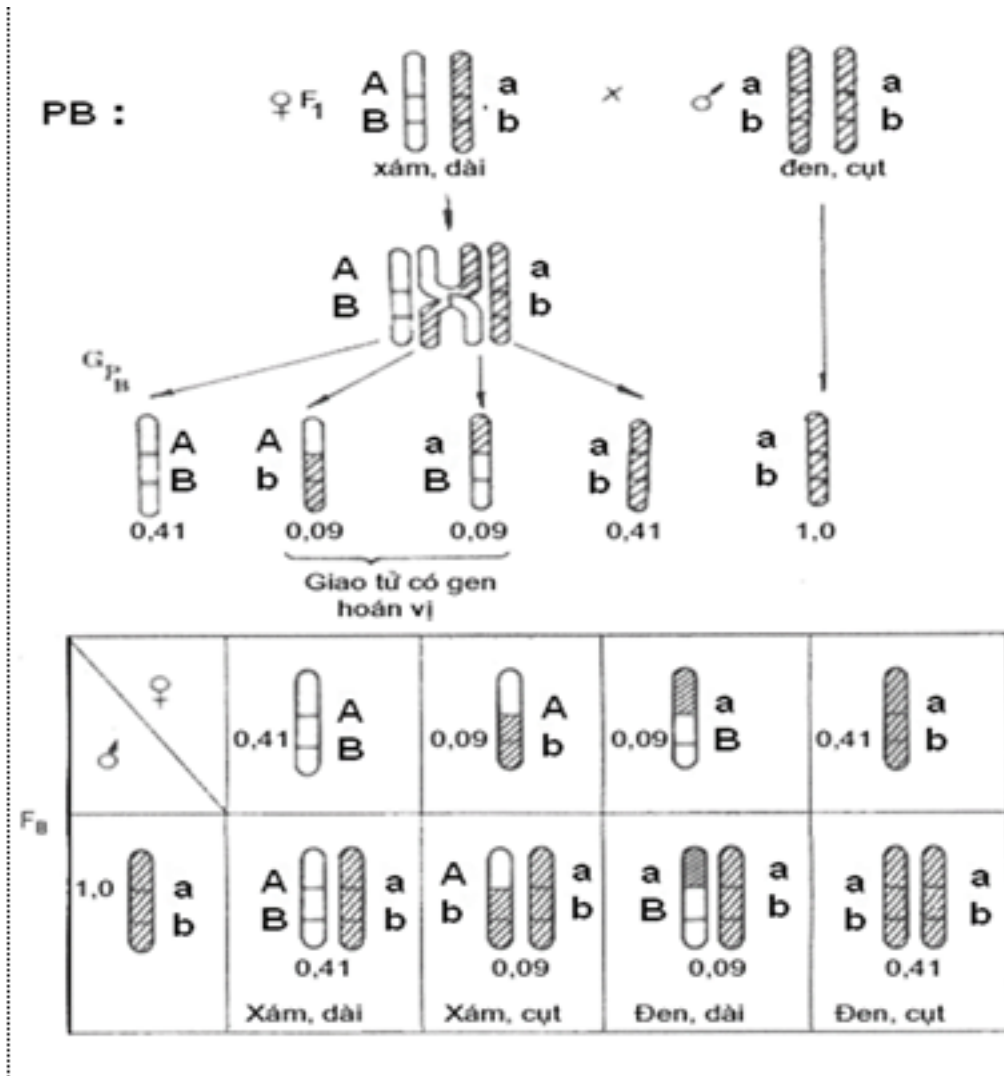 PB : ♀ F1 A a × ♂ a a
B b b b
xám, dài đen, cụt
A a
B b
G P B
A A a a a
B b B b b
0,41 0,09 0,09 0,41 1,0
Giao tử có gen
hoán vị
♀ A A a a
♂ 0,41 B 0,09 b 0,09 B 0,41 b
FB
1,0 a A a A a a a a a
b B b b b B b b b
0,41 0,09 0,09 0,41
Xám, dài Xám, cụt Đen, dài Đen, cụt